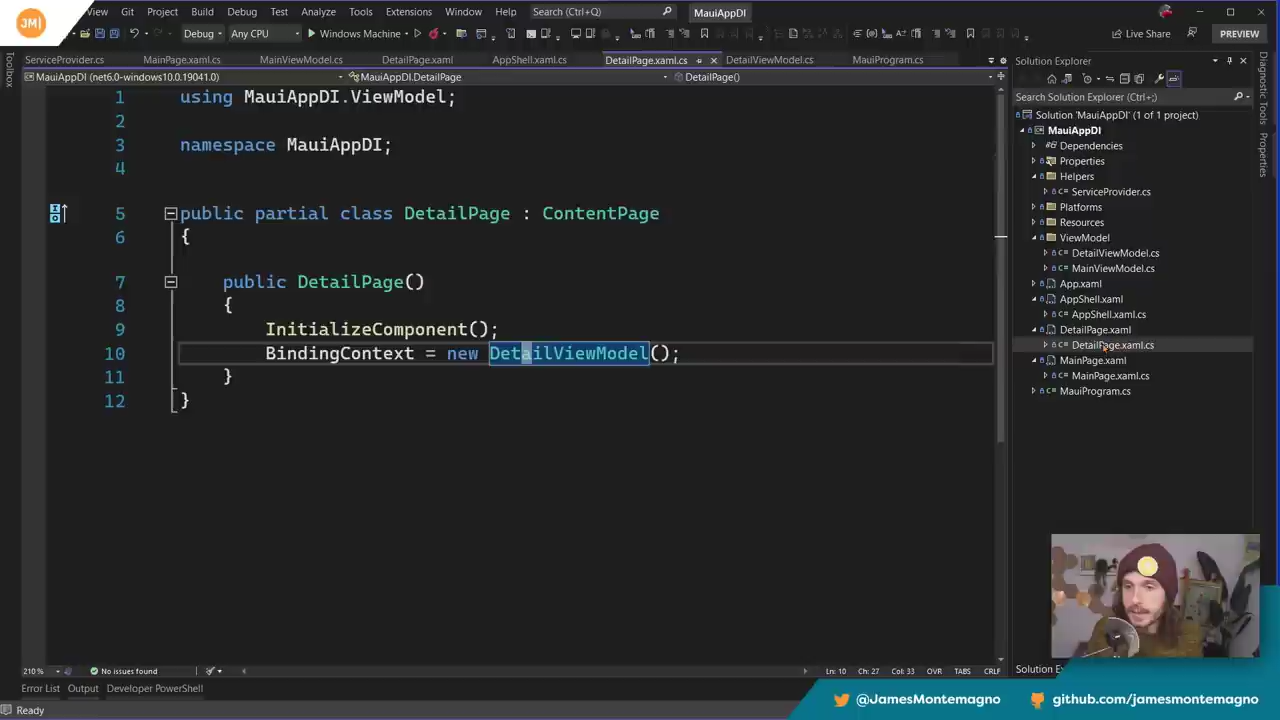 JM|
View Git Project Build Debug Test Analyze Tools Extensions Window Help Search (Ctrl+Q) MauiAppDI
Debug Any CPU Windows Machine Live Share PREVIEW
Toolbox
ServiceProvider.cs MainPage.xaml.cs MainViewModel.cs DetailPage.xaml AppShell.xaml.cs DetailPage.xaml.cs DetailViewModel.cs MauiProgram.cs
MauiAppDI (net6.0-windows10.0.19041.0) MauiAppDI.DetailPage DetailPage()
1 using MauiAppDI.ViewModel;
2
3 namespace MauiAppDI;
4
5 public partial class DetailPage : ContentPage
6 {
7 public DetailPage()
8 {
9 InitializeComponent();
10 BindingContext = new DetailViewModel();
11 }
12 }
210 % No issues found Ln: 10 Ch: 27 Col: 33 OVR TABS CRLF
Error List Output Developer PowerShell
Ready
Solution Explorer
Search Solution Explorer (Ctrl+;)
Solution 'MauiAppDI' (1 of 1 project)
MauiAppDI
Dependencies
Properties
Helpers
ServiceProvider.cs
Platforms
Resources
ViewModel
DetailViewModel.cs
MainViewModel.cs
App.xaml
AppShell.xaml
AppShell.xaml.cs
DetailPage.xaml
DetailPage.xaml.cs
MainPage.xaml
MainPage.xaml.cs
MauiProgram.cs
Solution Ex
Diagnostic Tools
Properties
@JamesMontemagno github.com/jamesmontemagno